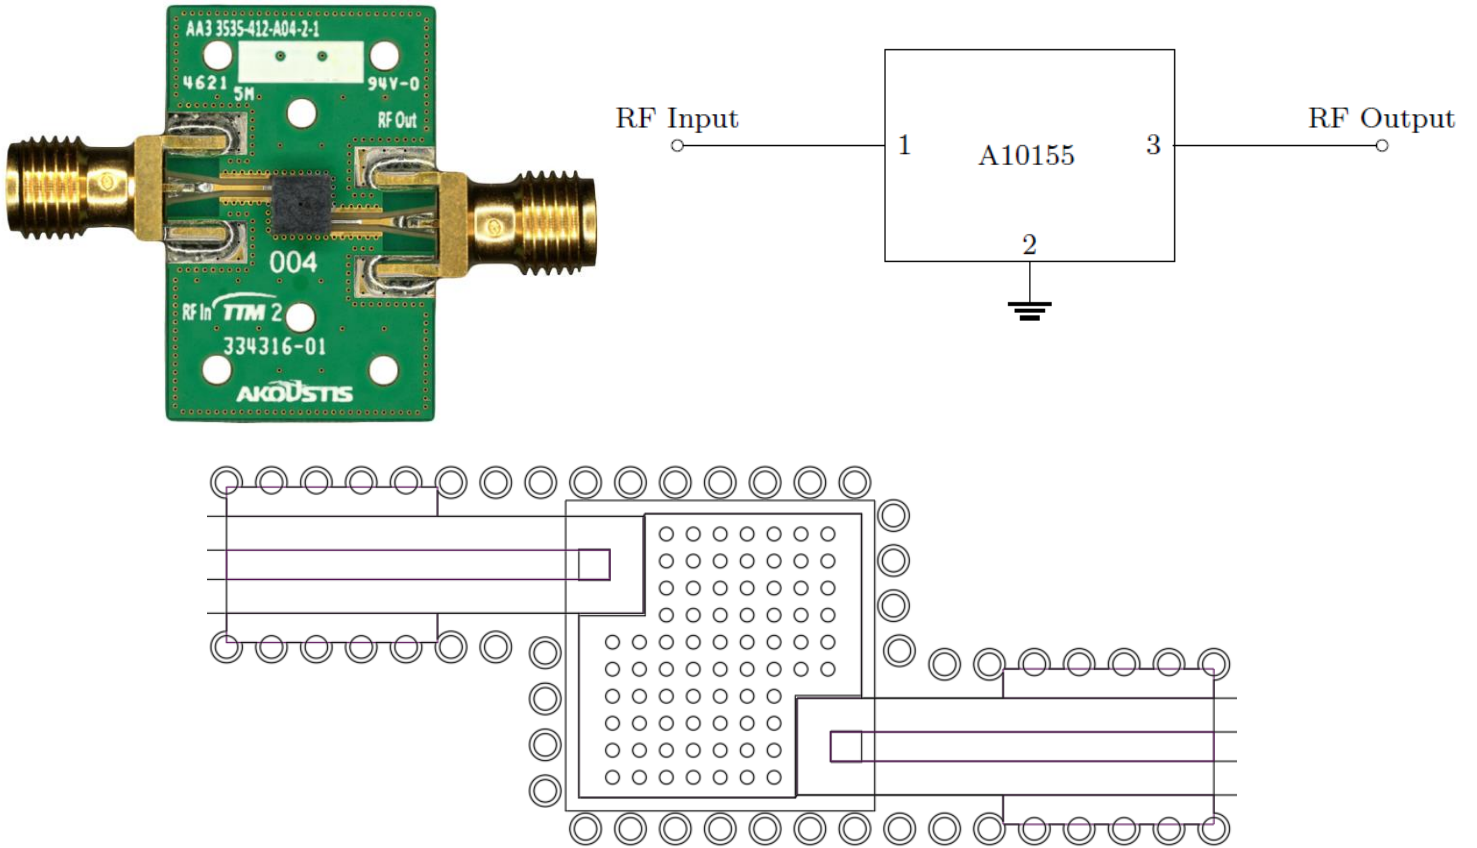 AA3 3535-412-A04-2-1
4621
5M
94V-0
RF Out
004
RF In TTM 2
334316-01
AKOUSTIS
RF Input
1
A10155
3
RF Output
2